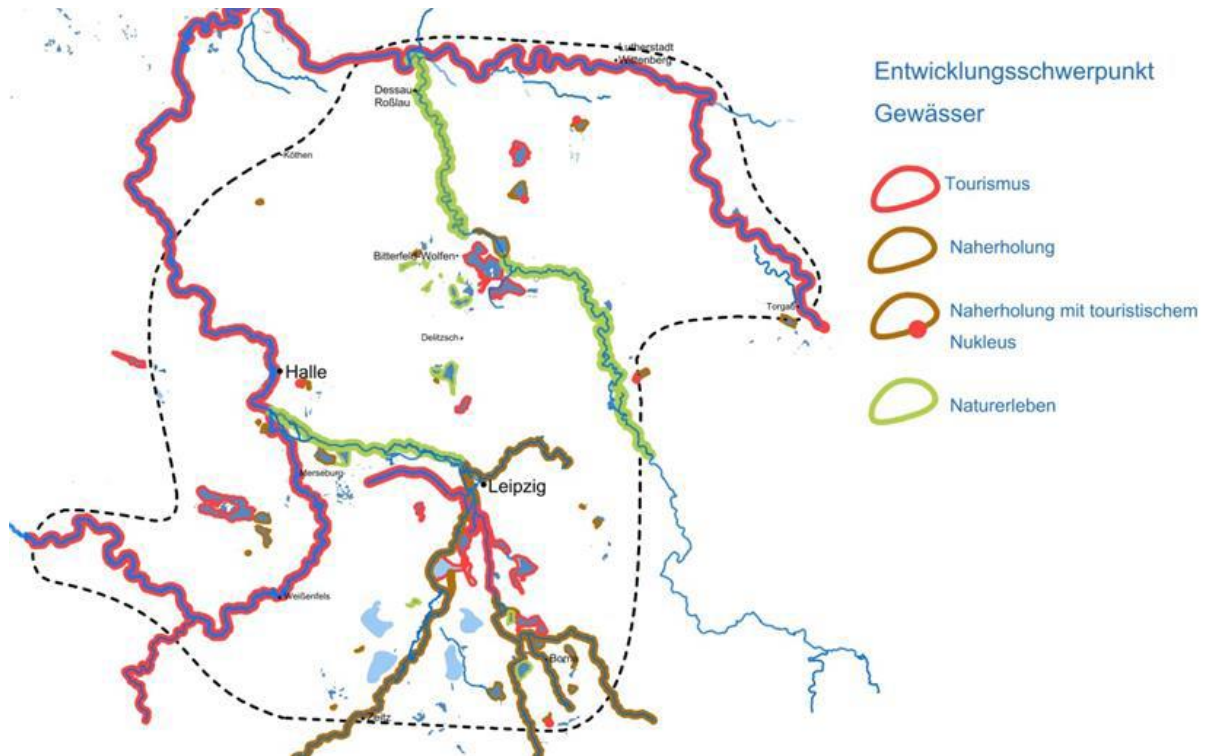 Lutherstadt
Wittenberg
Dessau
Roßlau
Köthen
Bitterfeld-Wolfen
Torgau
Delitzsch
Halle
Merseburg
Leipzig
Weißenfels
Borna
Zeitz
Entwicklungsschwerpunkt
Gewässer
Tourismus
Naherholung
Naherholung mit touristischem
Nukleus
Naturerleben